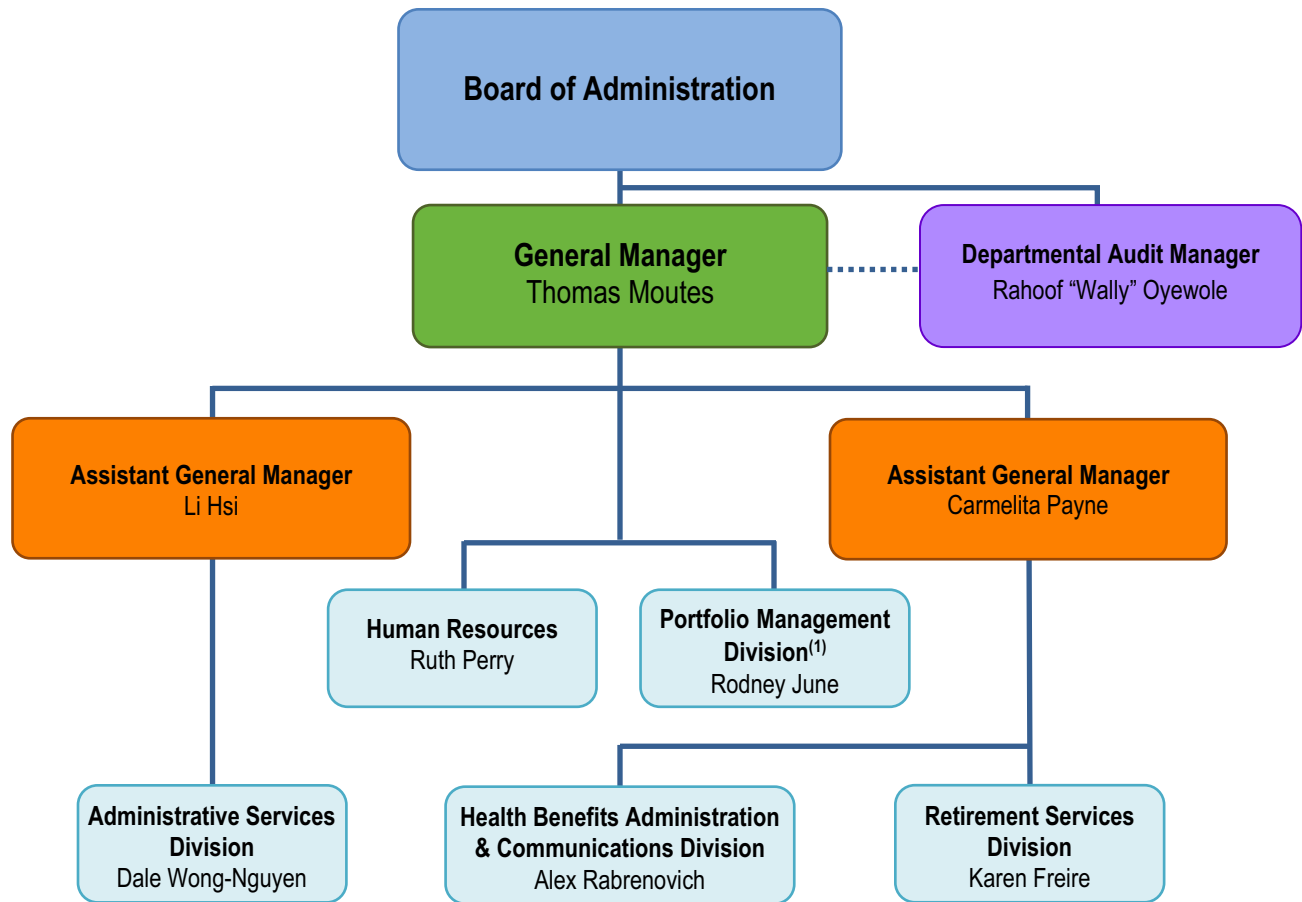 Board of Administration
General Manager
Thomas Moutes
Departmental Audit Manager
Rahoof “Wally” Oyewole
Assistant General Manager
Li Hsi
Assistant General Manager
Carmelita Payne
Human Resources
Ruth Perry
Portfolio Management
Division(1)
Rodney June
Administrative Services
Division
Dale Wong-Nguyen
Health Benefits Administration
& Communications Division
Alex Rabrenovich
Retirement Services
Division
Karen Freire